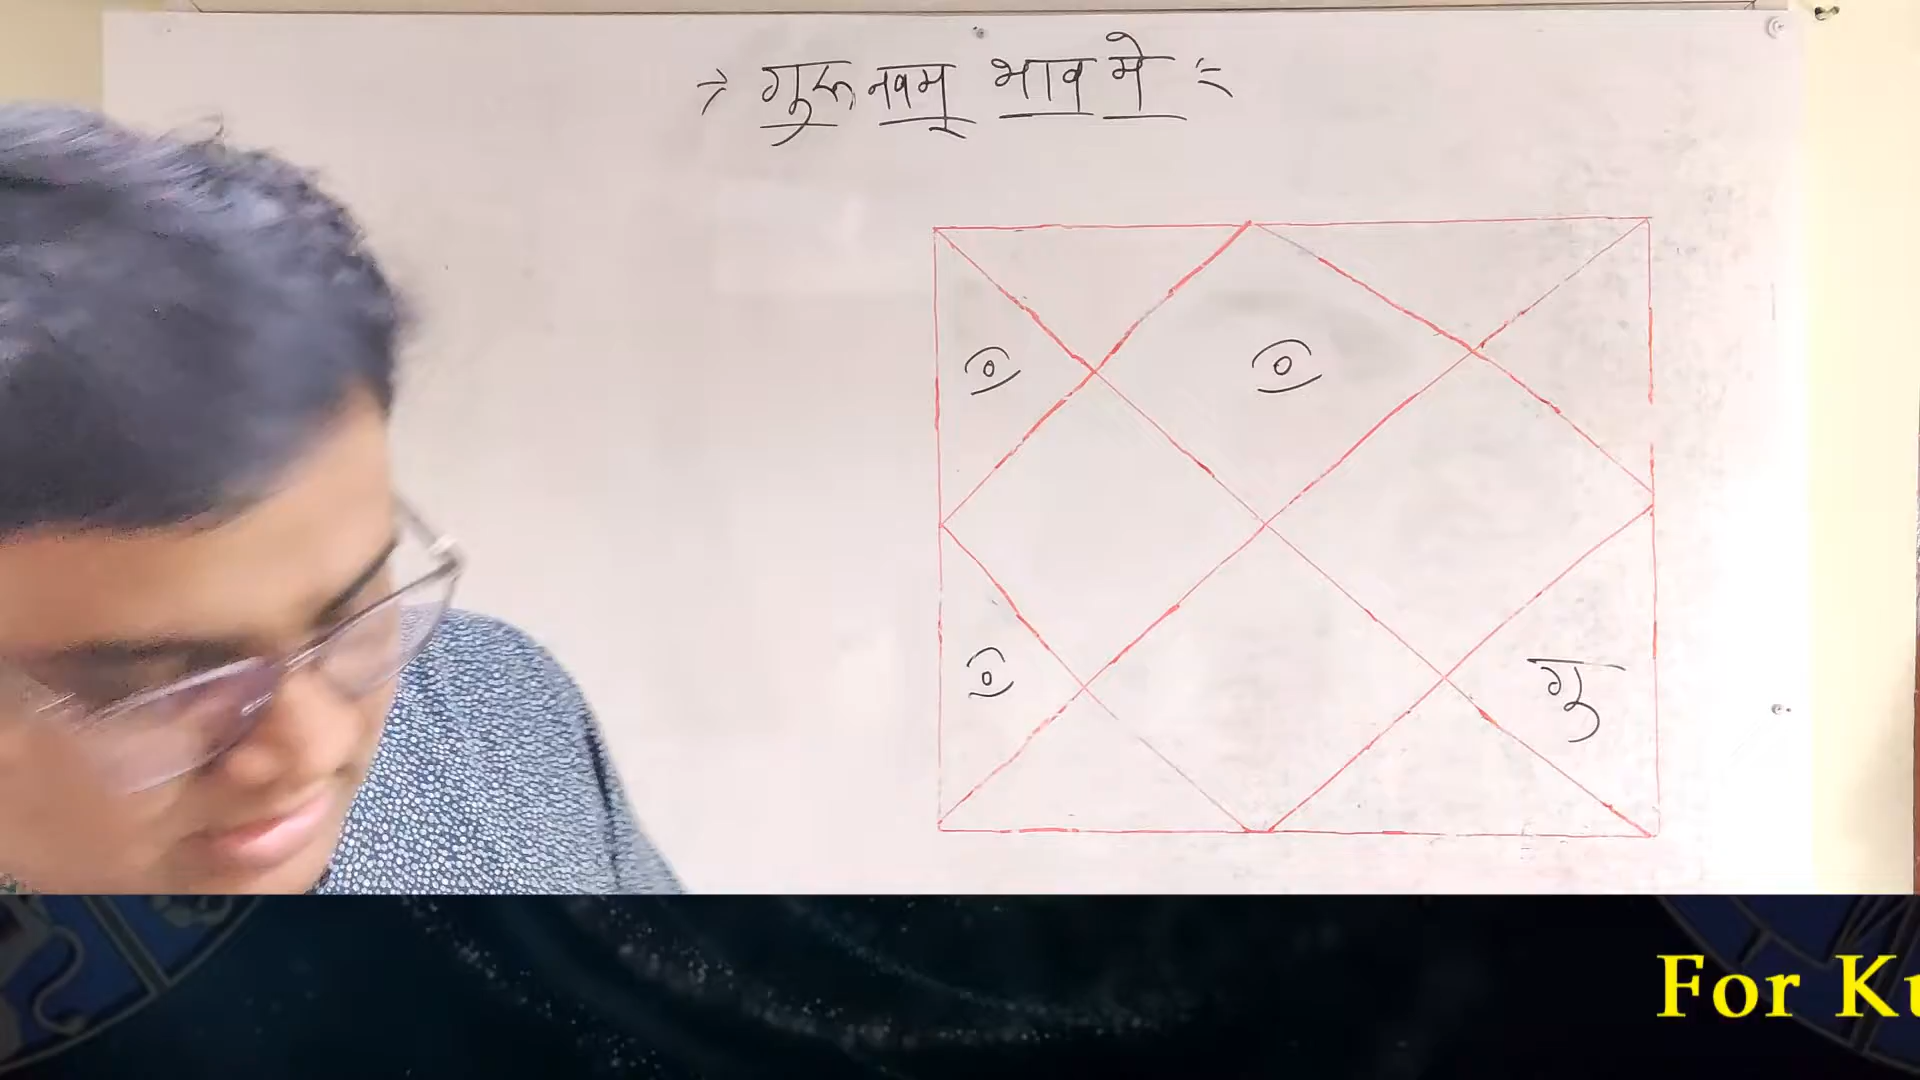 → गुरू नवम् भाव मे :-
गु
For Ku